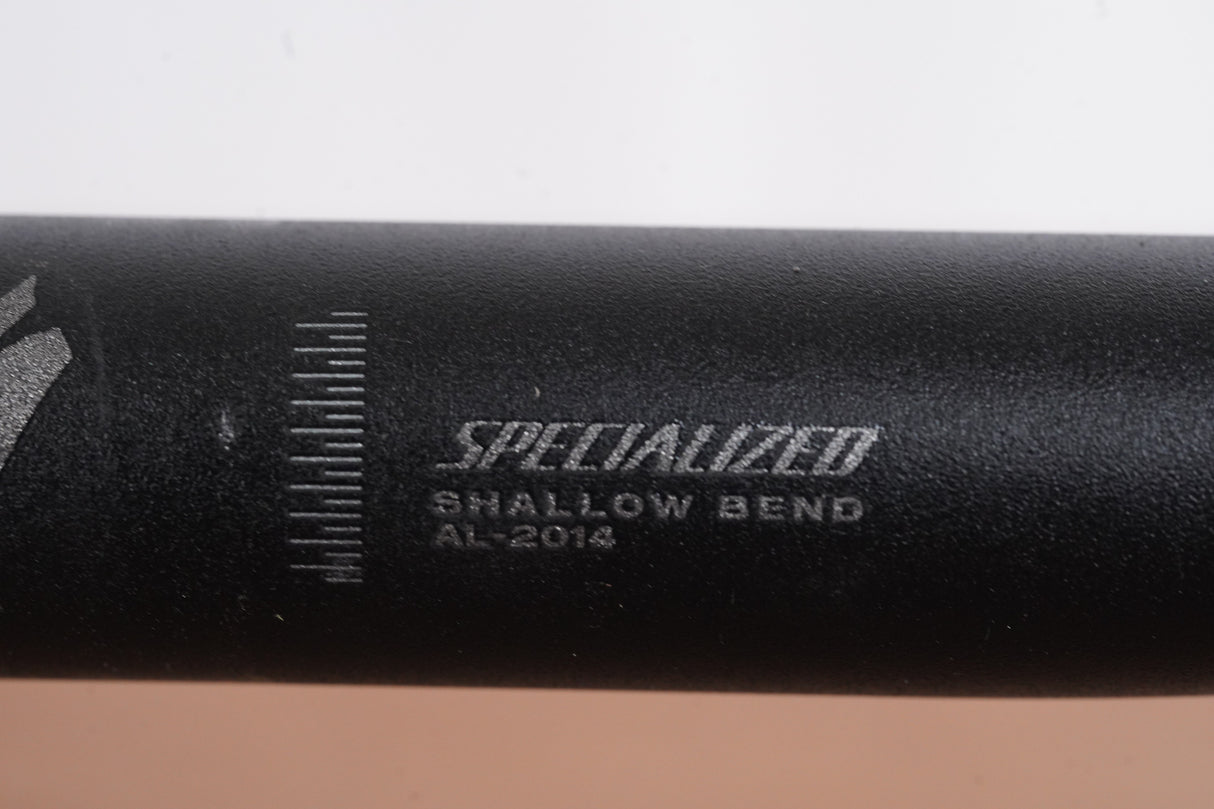 SPECIALIZED
SHALLOW BEND
AL-2014